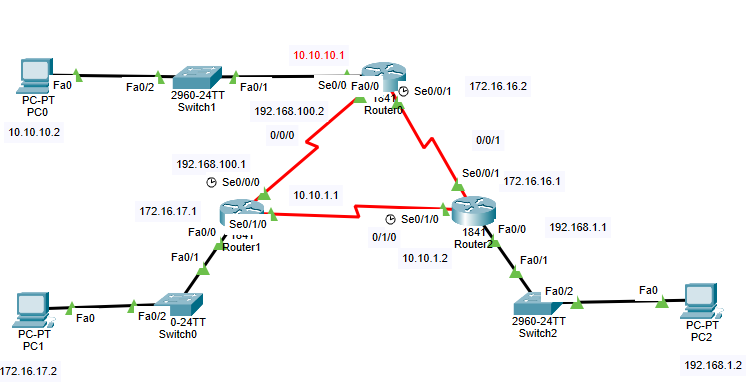 10.10.10.1
PC-PT
PC0
Fa0
Fa0/2
2960-24TT
Switch1
Fa0/1
Se0/0
Fa0/0
1841
Router0
Se0/0/1
172.16.16.2
10.10.10.2
192.168.100.2
0/0/0
0/0/1
192.168.100.1
Se0/0/0
Se0/0/1
172.16.16.1
10.10.1.1
172.16.17.1
Se0/1/0
1841
Router1
Fa0/0
Se0/1/0
0/1/0
1841
Router2
Fa0/0
192.168.1.1
Fa0/1
10.10.1.2
Fa0/1
PC-PT
PC1
Fa0
Fa0/2
0-24TT
Switch0
Fa0/2
2960-24TT
Switch2
Fa0
PC-PT
PC2
172.16.17.2
192.168.1.2